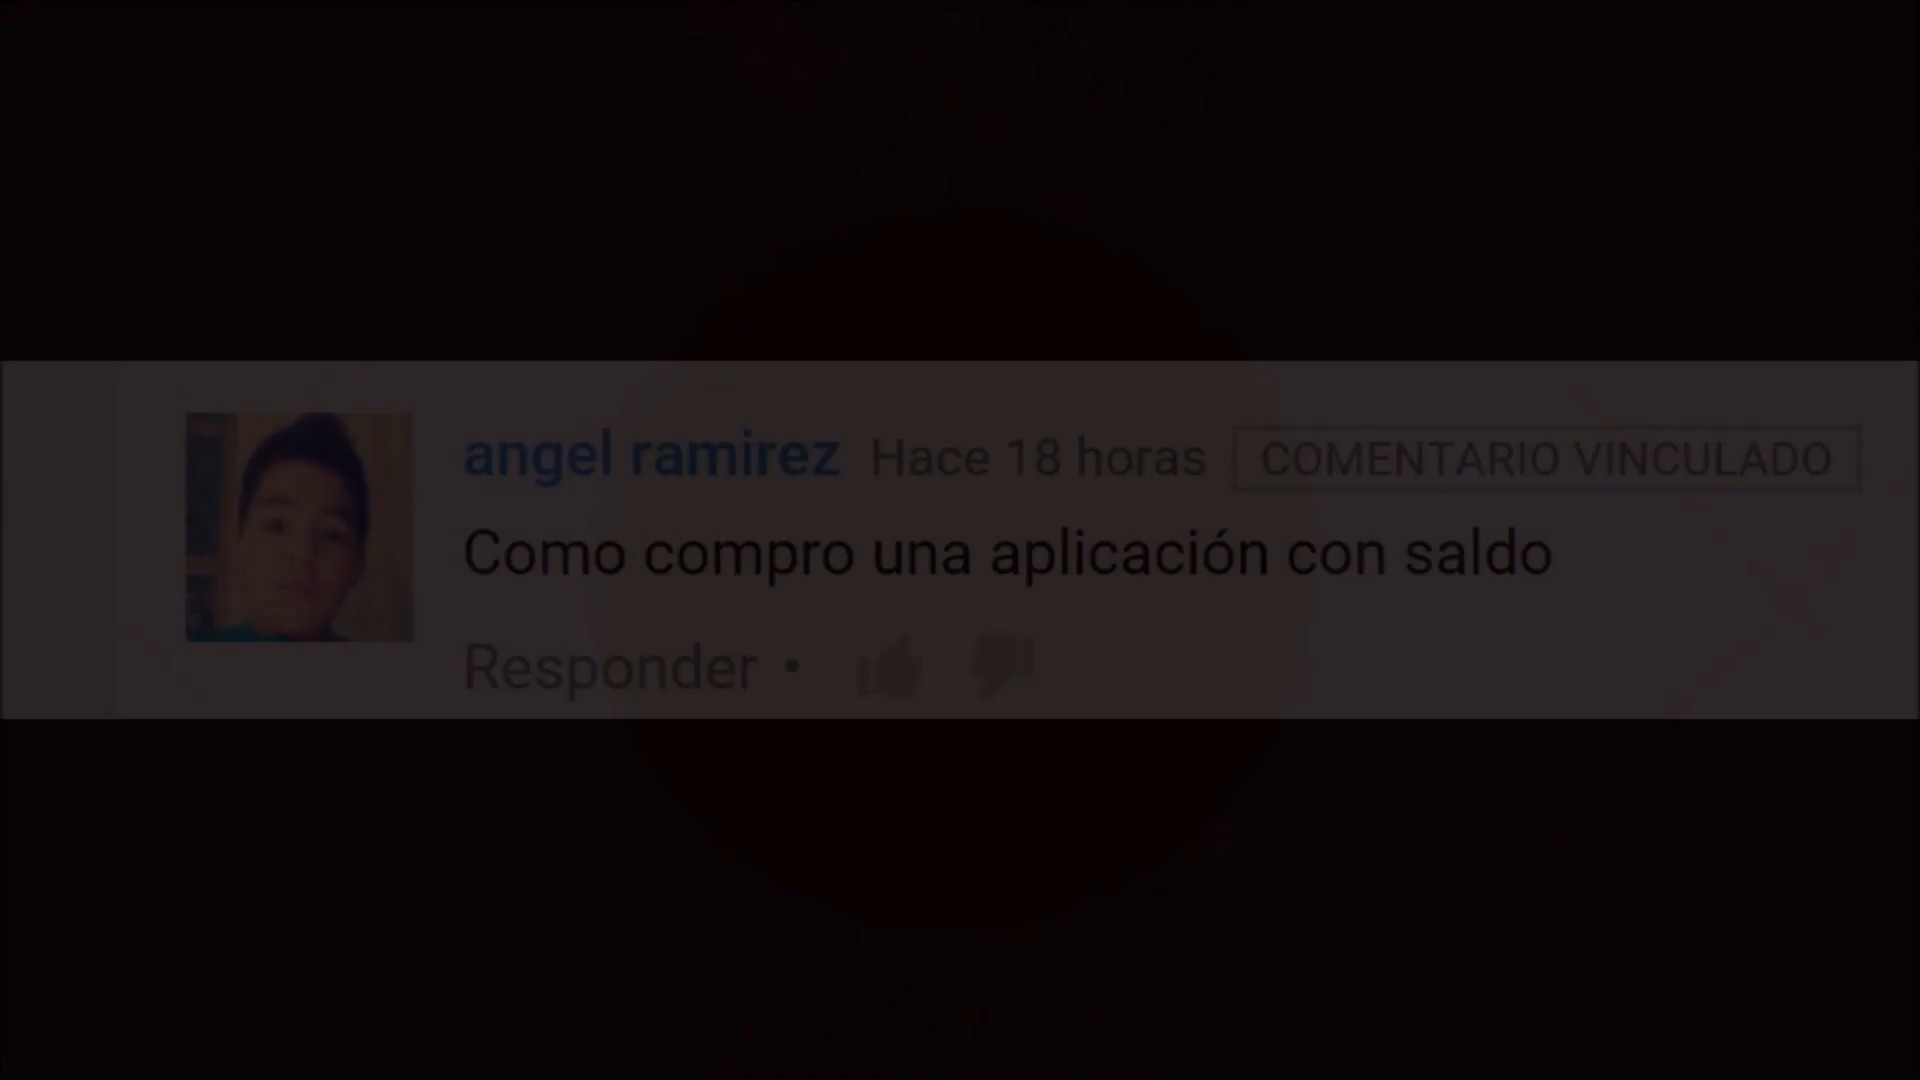 angel ramirez Hace 18 horas COMENTARIO VINCULADO
Como compro una aplicación con saldo
Responder •